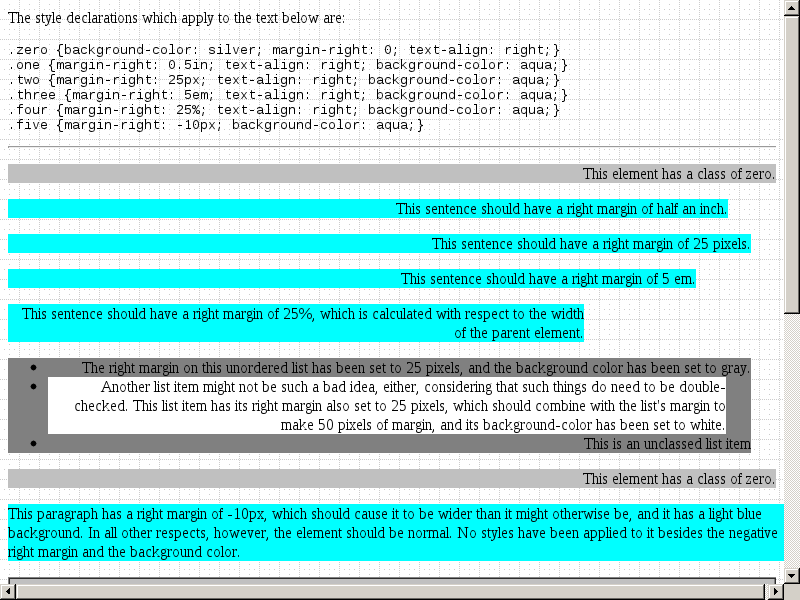 The style declarations which apply to the text below are:
.zero {background-color: silver; margin-right: 0; text-align: right;}
.one {margin-right: 0.5in; text-align: right; background-color: aqua;}
.two {margin-right: 25px; text-align: right; background-color: aqua;}
.three {margin-right: 5em; text-align: right; background-color: aqua;}
.four {margin-right: 25%; text-align: right; background-color: aqua;}
.five {margin-right: -10px; background-color: aqua;}
This element has a class of zero.
This sentence should have a right margin of half an inch.
This sentence should have a right margin of 25 pixels.
This sentence should have a right margin of 5 em.
This sentence should have a right margin of 25%, which is calculated with respect to the width
of the parent element.
The right margin on this unordered list has been set to 25 pixels, and the background color has been set to gray.
Another list item might not be such a bad idea, either, considering that such things do need to be double-
checked. This list item has its right margin also set to 25 pixels, which should combine with the list's margin to
make 50 pixels of margin, and its background-color has been set to white.
This is an unclassed list item
This element has a class of zero.
This paragraph has a right margin of -10px, which should cause it to be wider than it might otherwise be, and it has a light blue
background. In all other respects, however, the element should be normal. No styles have been applied to it besides the negative
right margin and the background color.